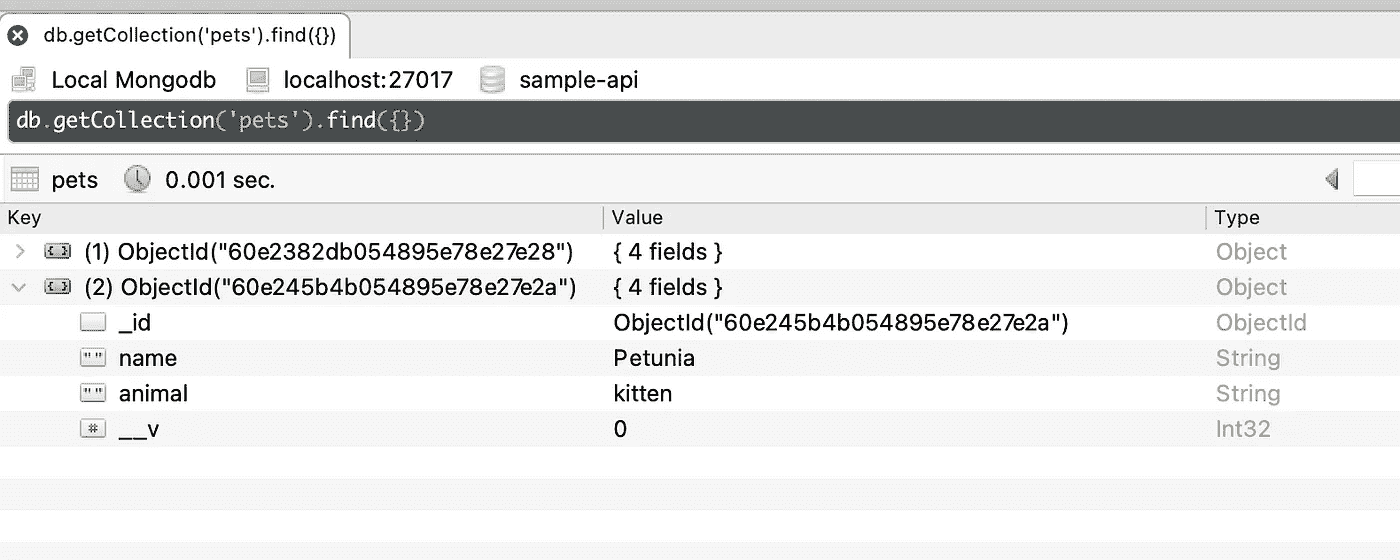 db.getCollection('pets').find({})
Local Mongodb localhost:27017 sample-api
db.getCollection('pets').find({})
pets 0.001 sec.
Key Value Type
(1) ObjectId("60e2382db054895e78e27e28") { 4 fields } Object
(2) ObjectId("60e245b4b054895e78e27e2a") { 4 fields } Object
_id ObjectId("60e245b4b054895e78e27e2a") ObjectId
"" name Petunia String
"" animal kitten String
# __v 0 Int32